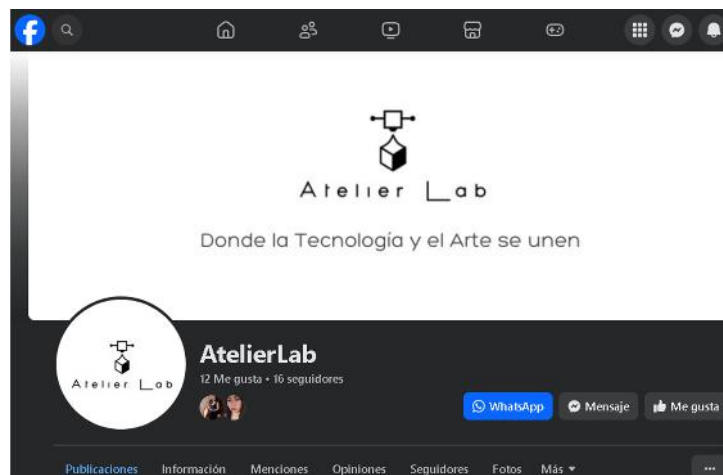 Atelier Lab
Donde la Tecnología y el Arte se unen
Atelier Lab
AtelierLab
12 Me gusta • 16 seguidores
WhatsApp
Mensaje
Me gusta
Publicaciones Información Menciones Opiniones Seguidores Fotos Más